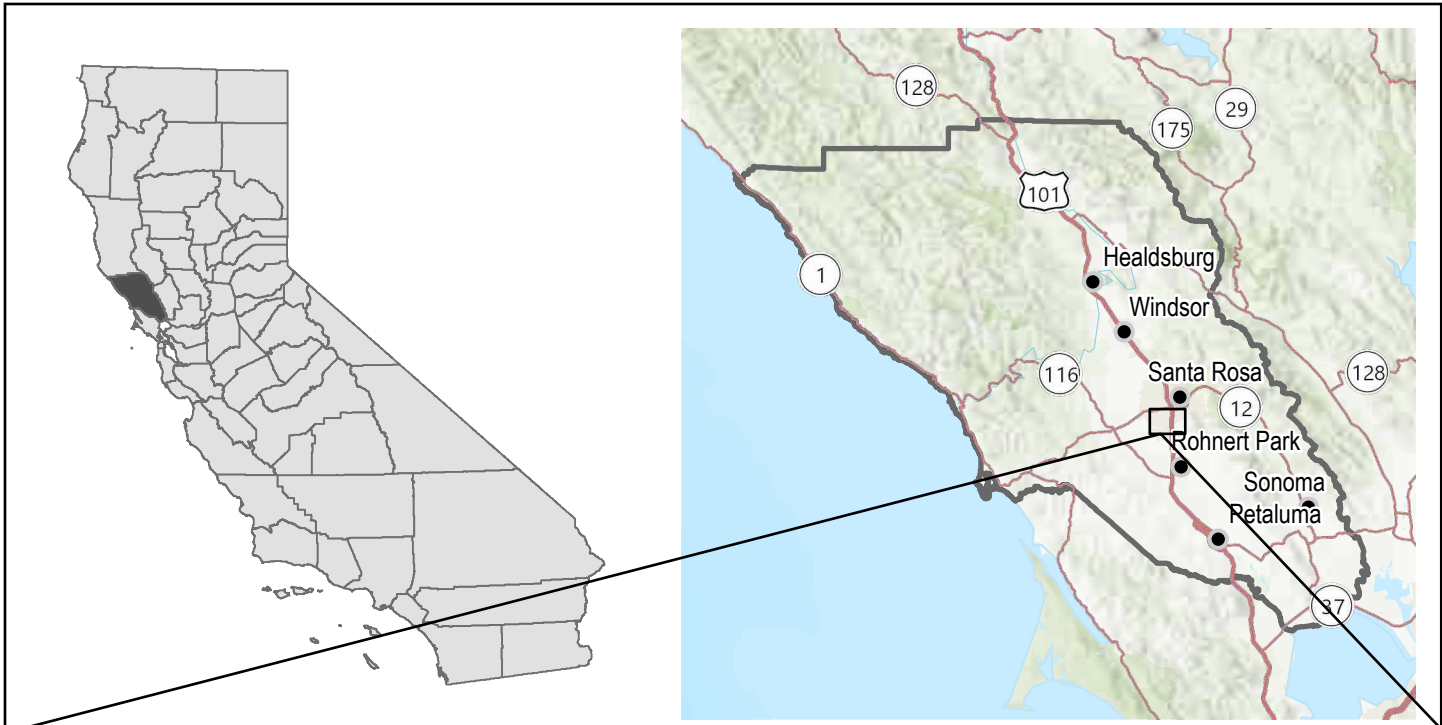 128
29
175
101
Healdsburg
1
Windsor
Santa Rosa
116
128
12
Rohnert Park
Sonoma
Petaluma
37